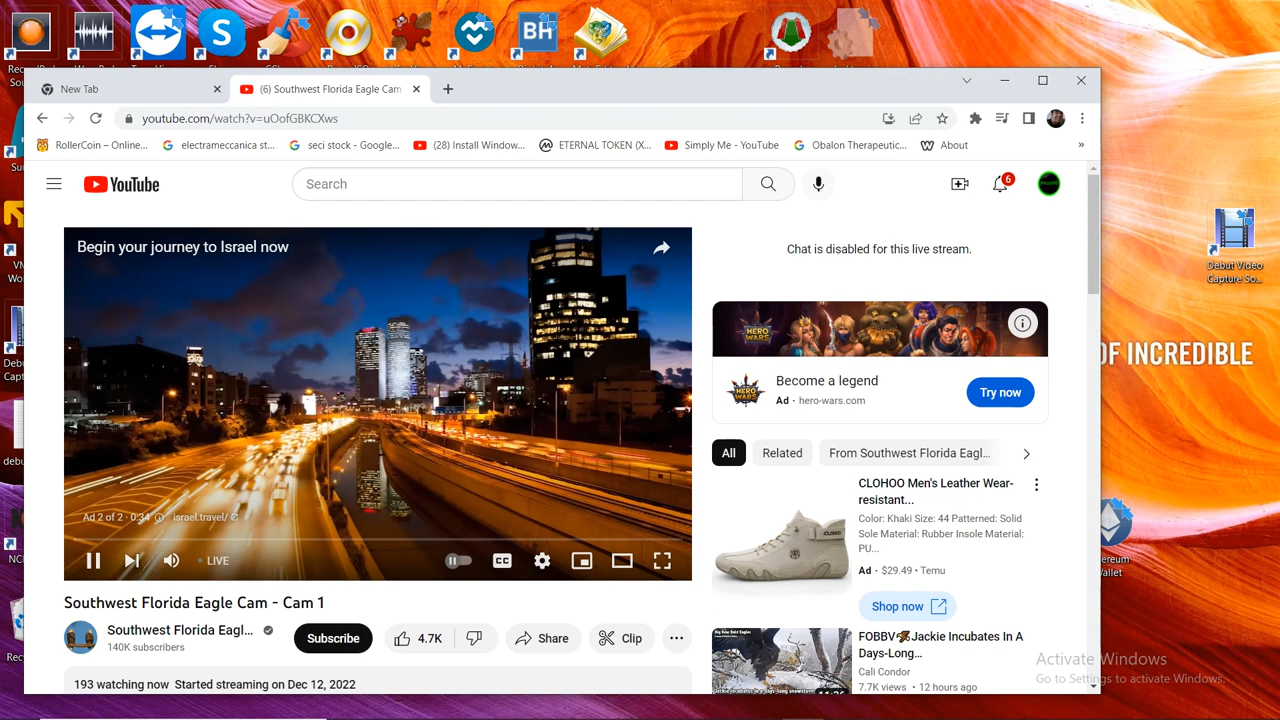 BH
New Tab
(6) Southwest Florida Eagle Cam
youtube.com/watch?v=uOofGBKCXws
RollerCoin – Online...
electrameccanica st...
seci stock - Google...
(28) Install Window...
ETERNAL TOKEN (X...
Simply Me - YouTube
Obalon Therapeutic...
About
»
YouTube
Search
6
Begin your journey to Israel now
Chat is disabled for this live stream.
HERO WARS
Become a legend
Ad · hero-wars.com
Try now
OF INCREDIBLE
Debut Video
Capture So...
All
Related
From Southwest Florida Eagl...
CLOHOO Men's Leather Wear-
resistant...
Color: Khaki Size: 44 Patterned: Solid
Sole Material: Rubber Insole Material:
PU...
Ad · $29.49 · Temu
Shop now
Ad 2 of 2 · 0:34
israel.travel/
LIVE
CC
Southwest Florida Eagle Cam - Cam 1
Southwest Florida Eagl...
140K subscribers
Subscribe
4.7K
Share
Clip
193 watching now Started streaming on Dec 12, 2022
FOBBV Jackie Incubates In A
Days-Long...
Cali Condor
7.7K views · 12 hours ago
Activate Windows
Go to Settings to activate Windows.